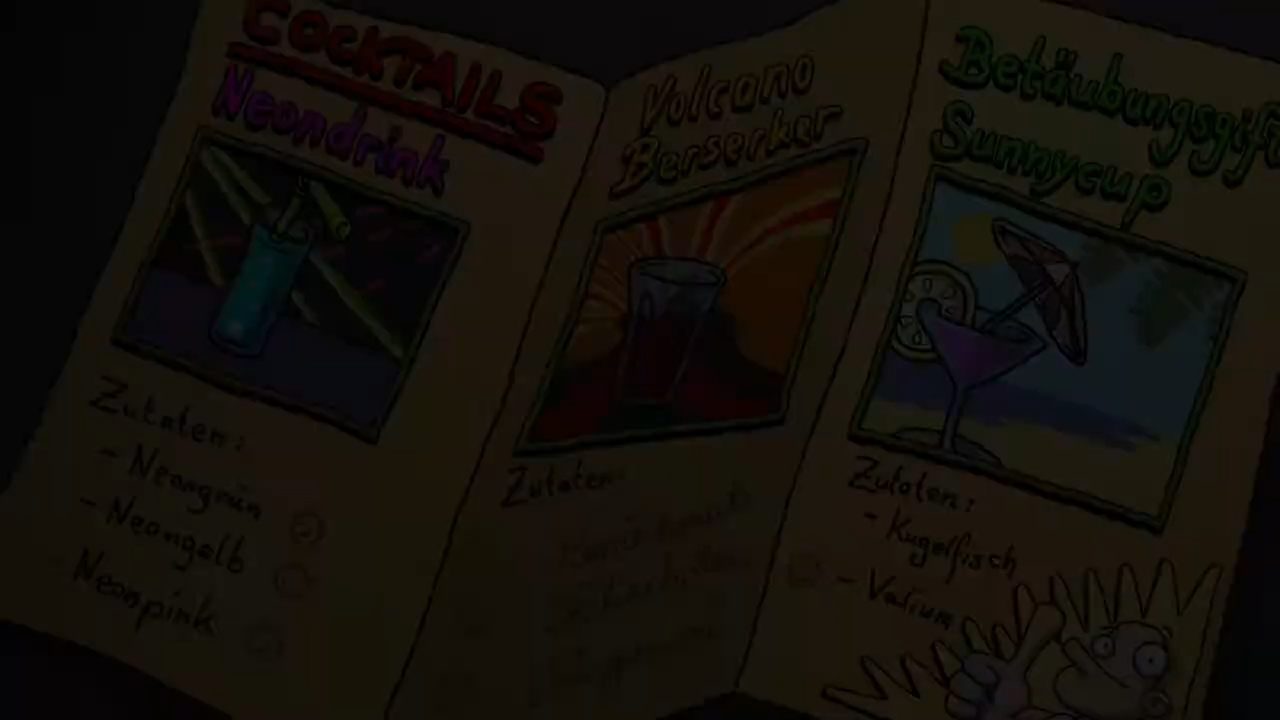 COCKTAILS
Neondrink
Zutaten:
- Neongrün
- Neongelb
- Neonpink
Volcano
Berserker
Zutaten:
Betäubungsgift
Sunnycup
Zutaten:
- Kugelfisch
- Valium